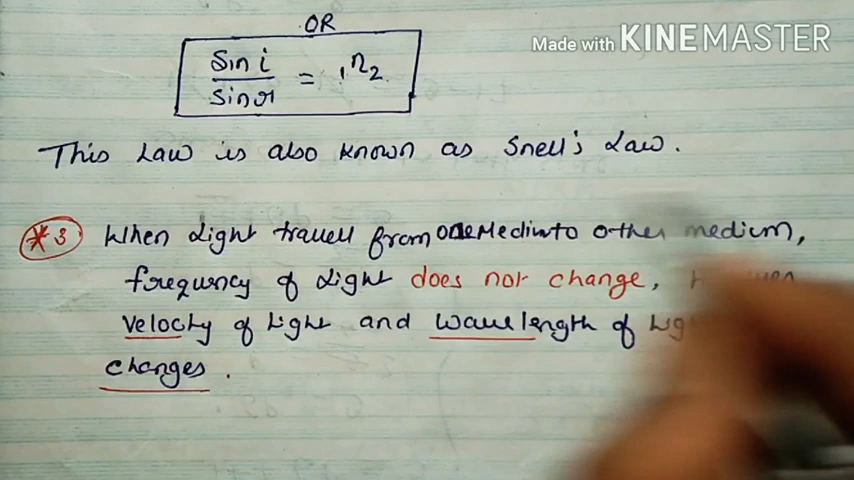 OR
Made with KINEMASTER
Sin i
Sin r = 1n2
This Law is also known as Snell's Law.
*3 When Light travell from one Medium to other medium,
frequency of Light does not change,
velocity of Light and wavelength of
changes.